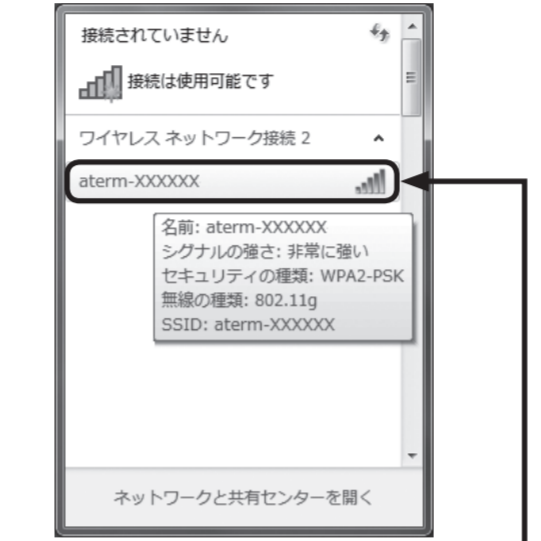 接続されていません
接続は使用可能です
ワイヤレス ネットワーク接続 2
aterm-XXXXXX
名前: aterm-XXXXXX
シグナルの強さ: 非常に強い
セキュリティの種類: WPA2-PSK
無線の種類: 802.11g
SSID: aterm-XXXXXX
ネットワークと共有センターを開く